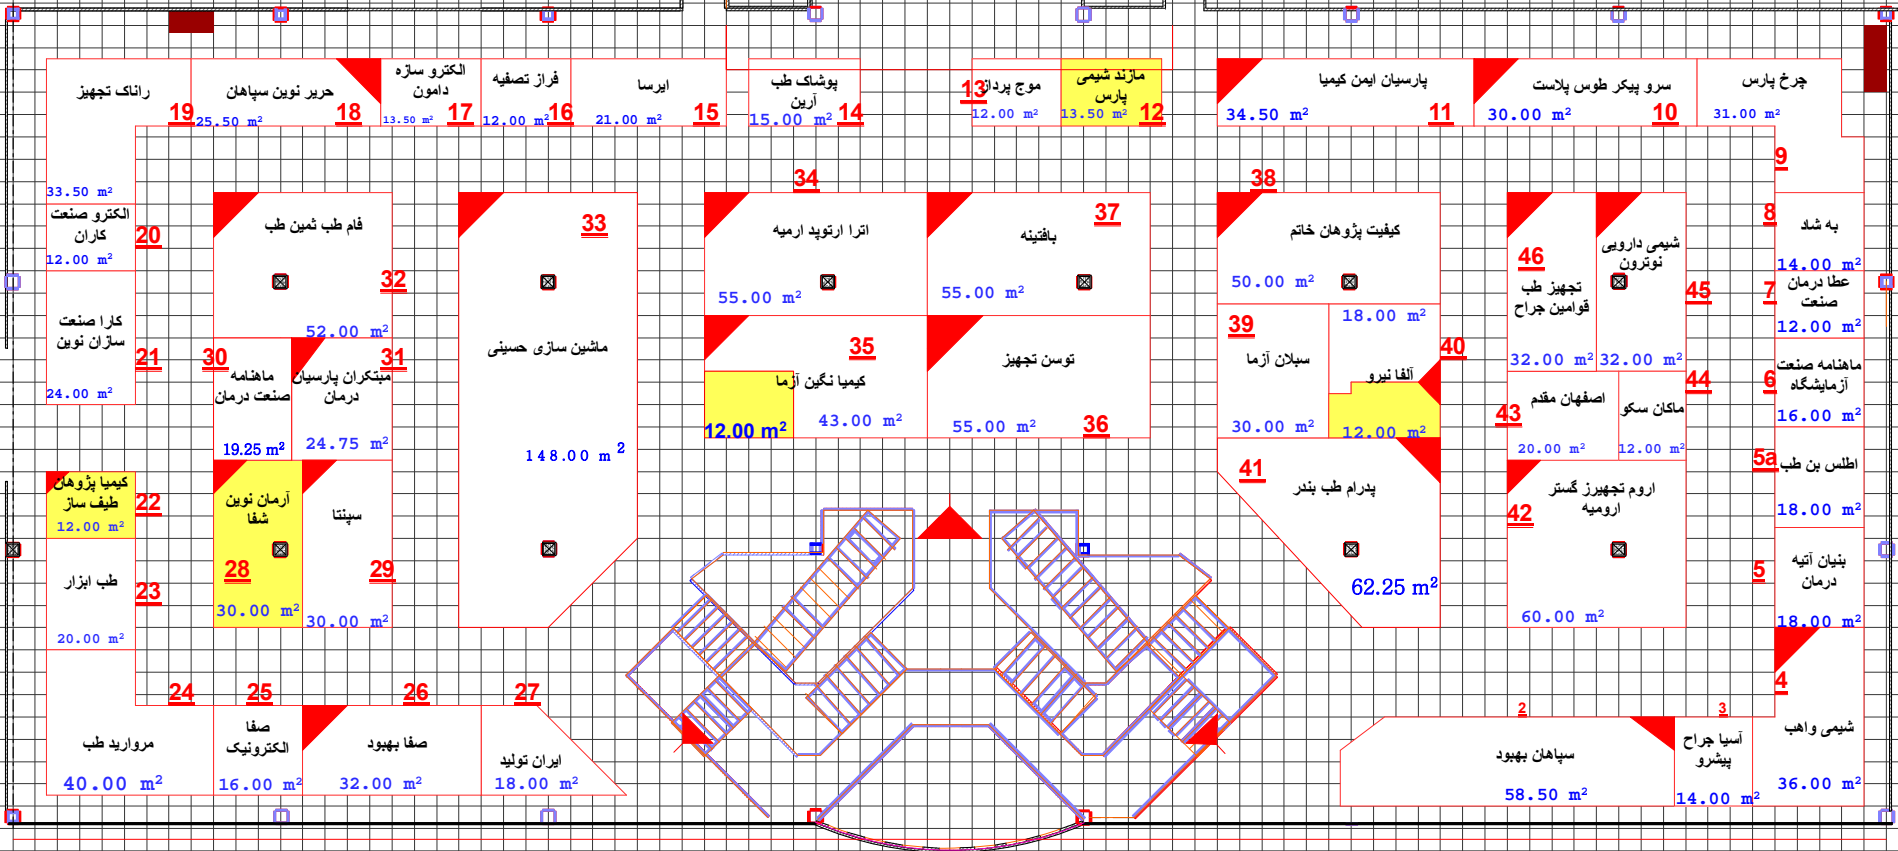 راناک تجهیز
19
33.50 m²
حریر نوین سپاهان
18
25.50 m²
الکترو سازه
دامون
17
13.50 m²
فراز تصفیه
16
12.00 m²
ایرسا
15
21.00 m²
پوشاک طب
آرین
14
15.00 m²
13
موج پرداز
12.00 m²
مازند شیمی
پارس
12
13.50 m²
پارسیان ایمن کیمیا
34.50 m²
11
سرو پیکر طوس پلاست
30.00 m²
10
چرخ پارس
31.00 m²
9
الکترو صنعت
کاران
20
12.00 m²
کارا صنعت
سازان نوین
21
24.00 m²
کیمیا پژوهان
طیف ساز
22
12.00 m²
طب ابزار
23
20.00 m²
فام طب ثمین طب
32
52.00 m²
30
ماهنامه
صنعت درمان
19.25 m²
31
مبتکران پارسیان
درمان
24.75 m²
آرمان نوین
شفا
28
30.00 m²
سپنتا
29
30.00 m²
33
ماشین سازی حسینی
148.00 m²
34
اترا ارتوپد ارمیه
55.00 m²
37
بافتینه
55.00 m²
35
کیمیا نگین آزما
12.00 m²
43.00 m²
توسن تجهیز
55.00 m²
36
38
کیفیت پژوهان خاتم
50.00 m²
39
سبلان آزما
30.00 m²
18.00 m²
40
آلفا نیرو
12.00 m²
41
پدرام طب بندر
62.25 m²
46
تجهیز طب
قوامین جراح
32.00 m²
شیمی دارویی
نوترون
45
32.00 m²
43
اصفهان مقدم
20.00 m²
44
ماکان سکو
12.00 m²
42
اروم تجهیرز گستر
ارومیه
60.00 m²
8
به شاد
14.00 m²
7
عطا درمان
صنعت
12.00 m²
6
ماهنامه صنعت
آزمایشگاه
16.00 m²
5a
اطلس بن طب
18.00 m²
5
بنیان آتیه
درمان
18.00 m²
4
شیمی واهب
36.00 m²
24
مروارید طب
40.00 m²
25
صفا
الکترونیک
16.00 m²
26
صفا بهبود
32.00 m²
27
ایران تولید
18.00 m²
2
سپاهان بهبود
58.50 m²
3
آسیا جراح
پیشرو
14.00 m²